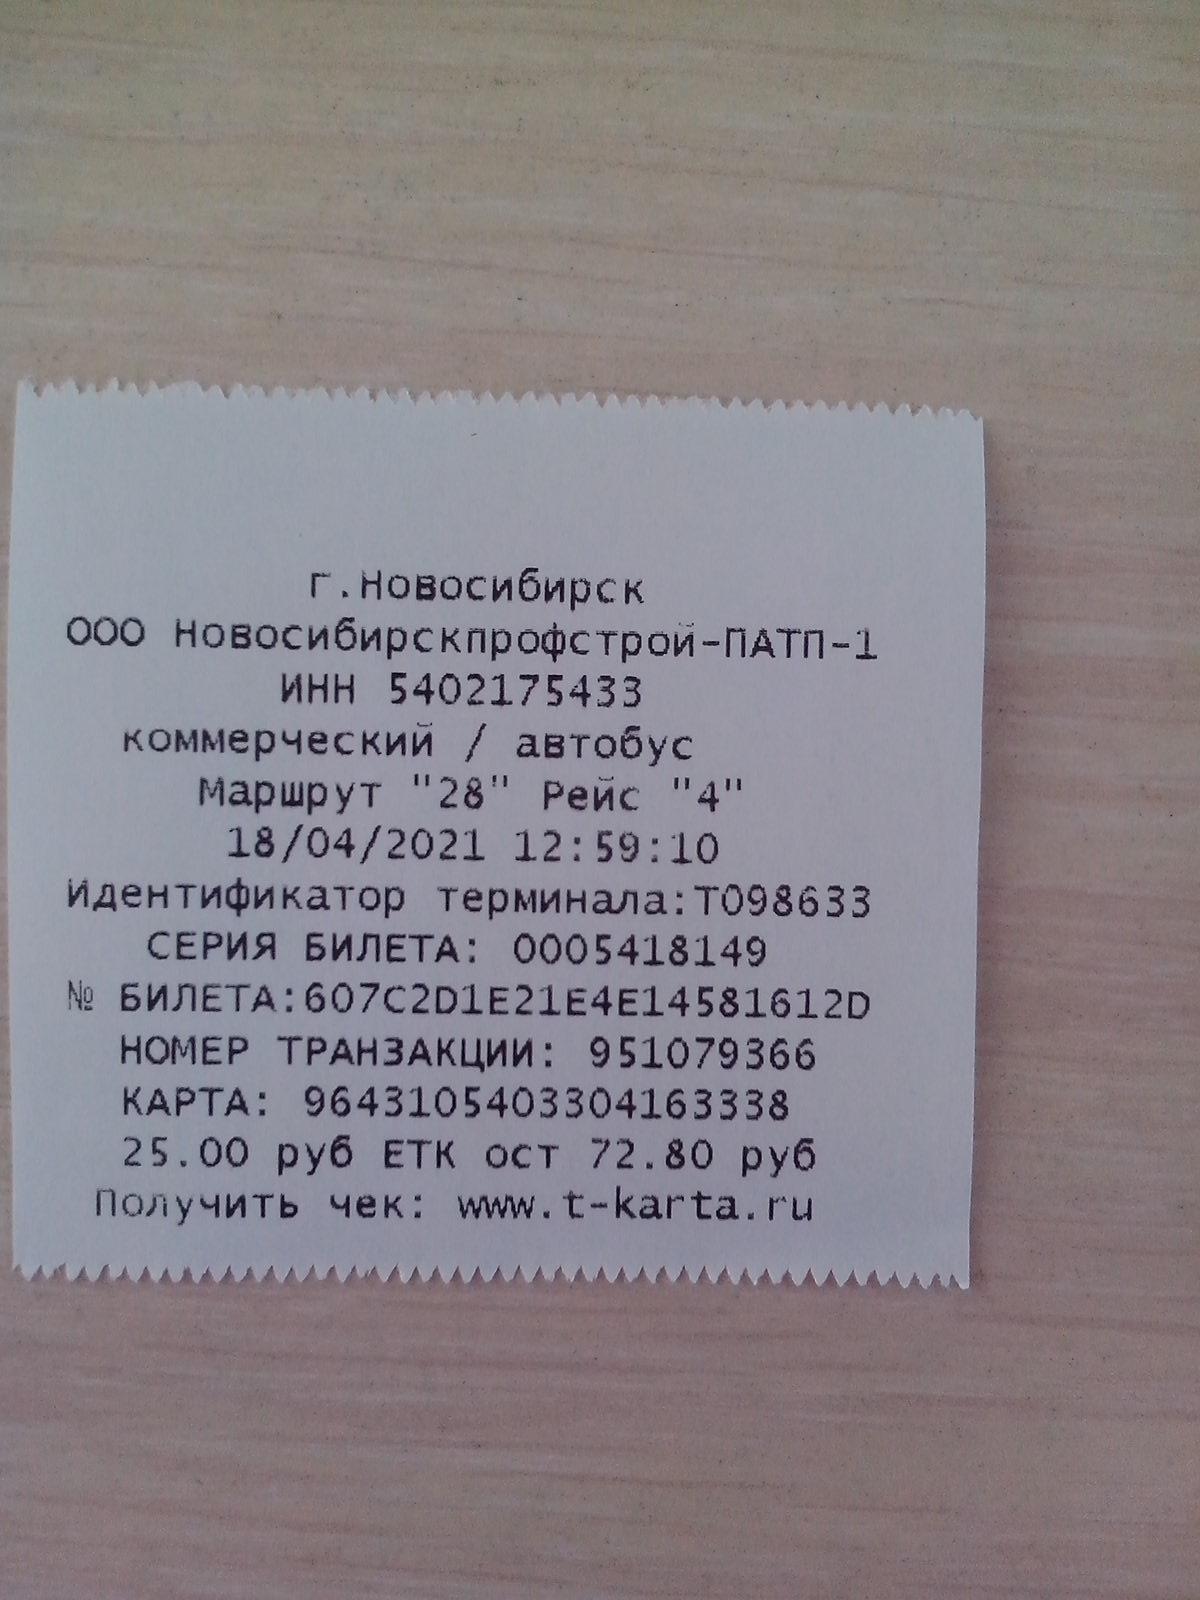 г.Новосибирск
ООО Новосибирскпрофстрой-ПАТП-1
ИНН 5402175433
коммерческий / автобус
Маршрут "28" Рейс "4"
18/04/2021 12:59:10
Идентификатор терминала:Т098633
СЕРИЯ БИЛЕТА: 0005418149
№ БИЛЕТА:607C2D1E21E4E14581612D
НОМЕР ТРАНЗАКЦИИ: 951079366
КАРТА: 9643105403304163338
25.00 руб ЕТК ост 72.80 руб
Получить чек: www.t-karta.ru